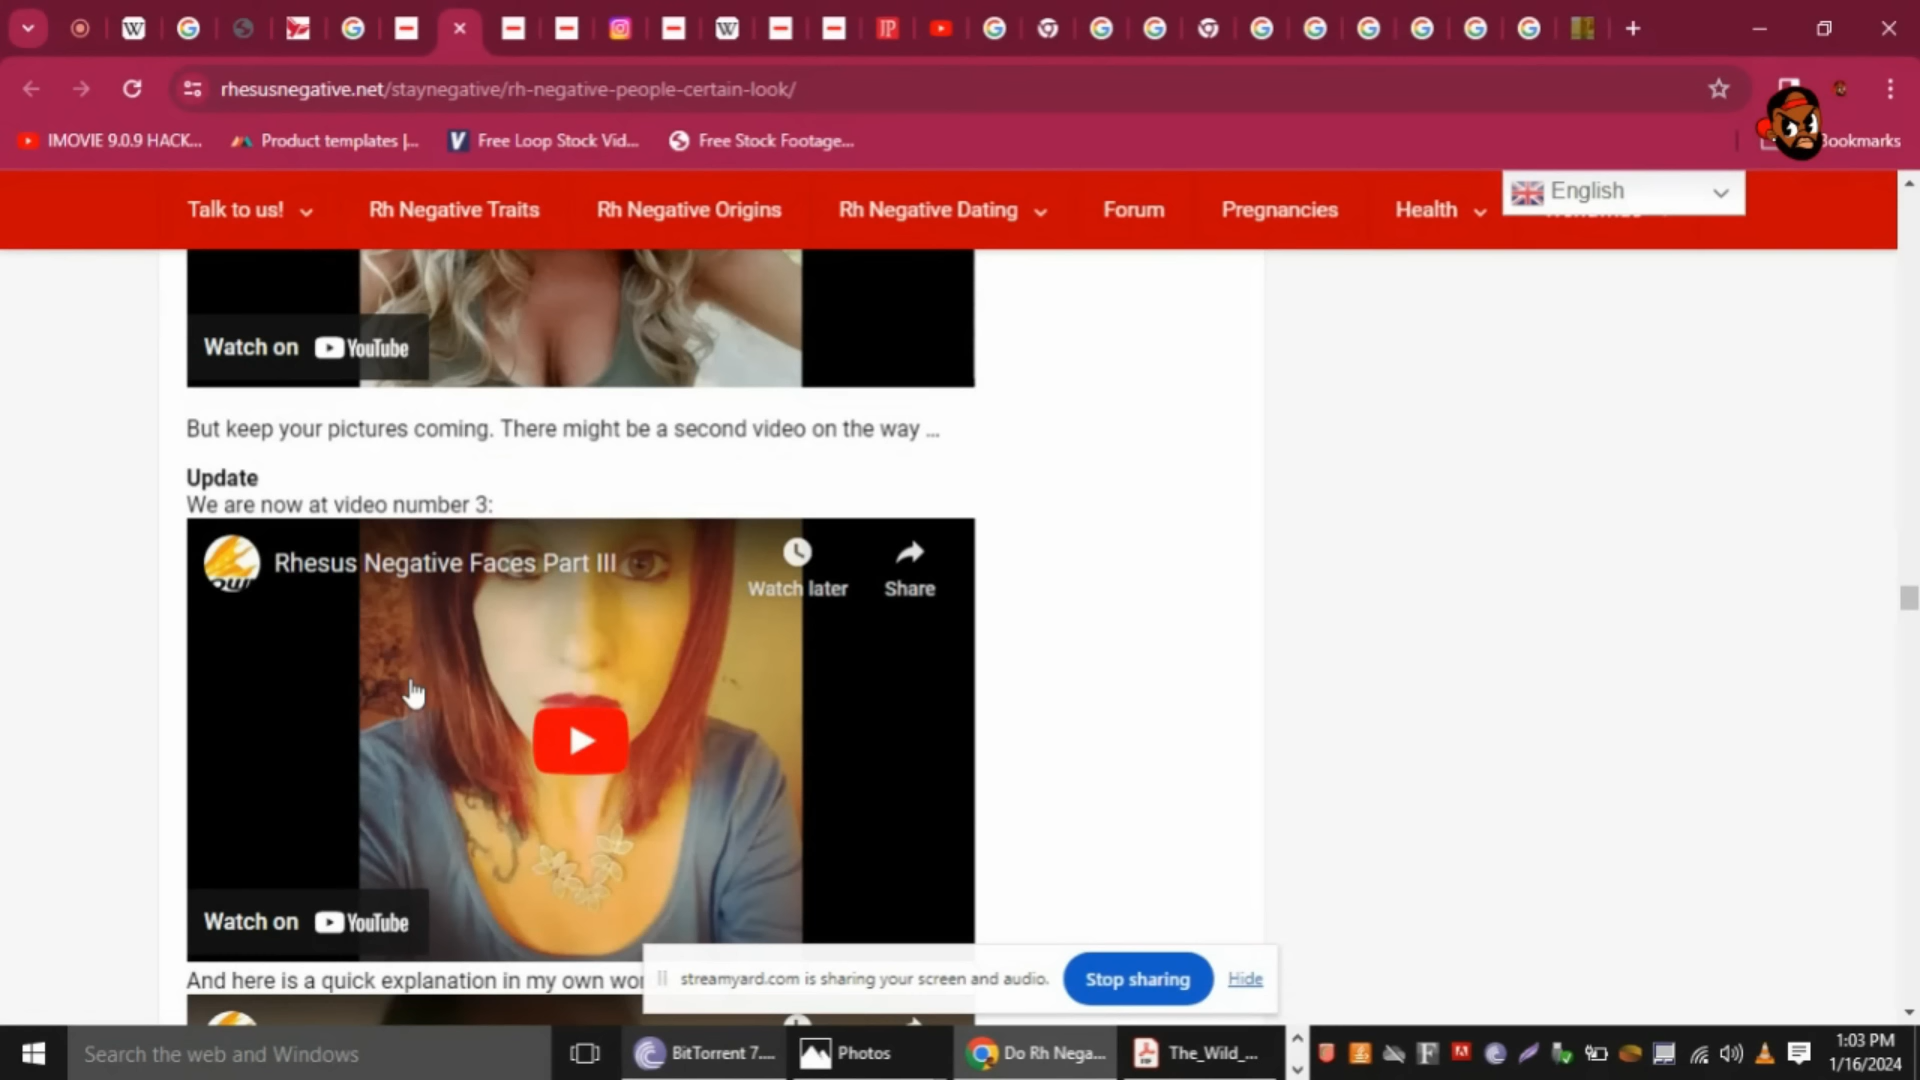 rhesusnegative.net/staynegative/rh-negative-people-certain-look/
IMOVIE 9.0.9 HACK...
Product templates |...
Free Loop Stock Vid...
Free Stock Footage...
Bookmarks
Talk to us!
Rh Negative Traits
Rh Negative Origins
Rh Negative Dating
Forum
Pregnancies
Health
English
Watch on YouTube
But keep your pictures coming. There might be a second video on the way ...
Update
We are now at video number 3:
Rhesus Negative Faces Part III
Watch later
Share
Watch on YouTube
And here is a quick explanation in my own wor
streamyard.com is sharing your screen and audio.
Stop sharing
Hide
Search the web and Windows
BitTorrent 7....
Photos
Do Rh Nega...
The_Wild_...
1:03 PM
1/16/2024